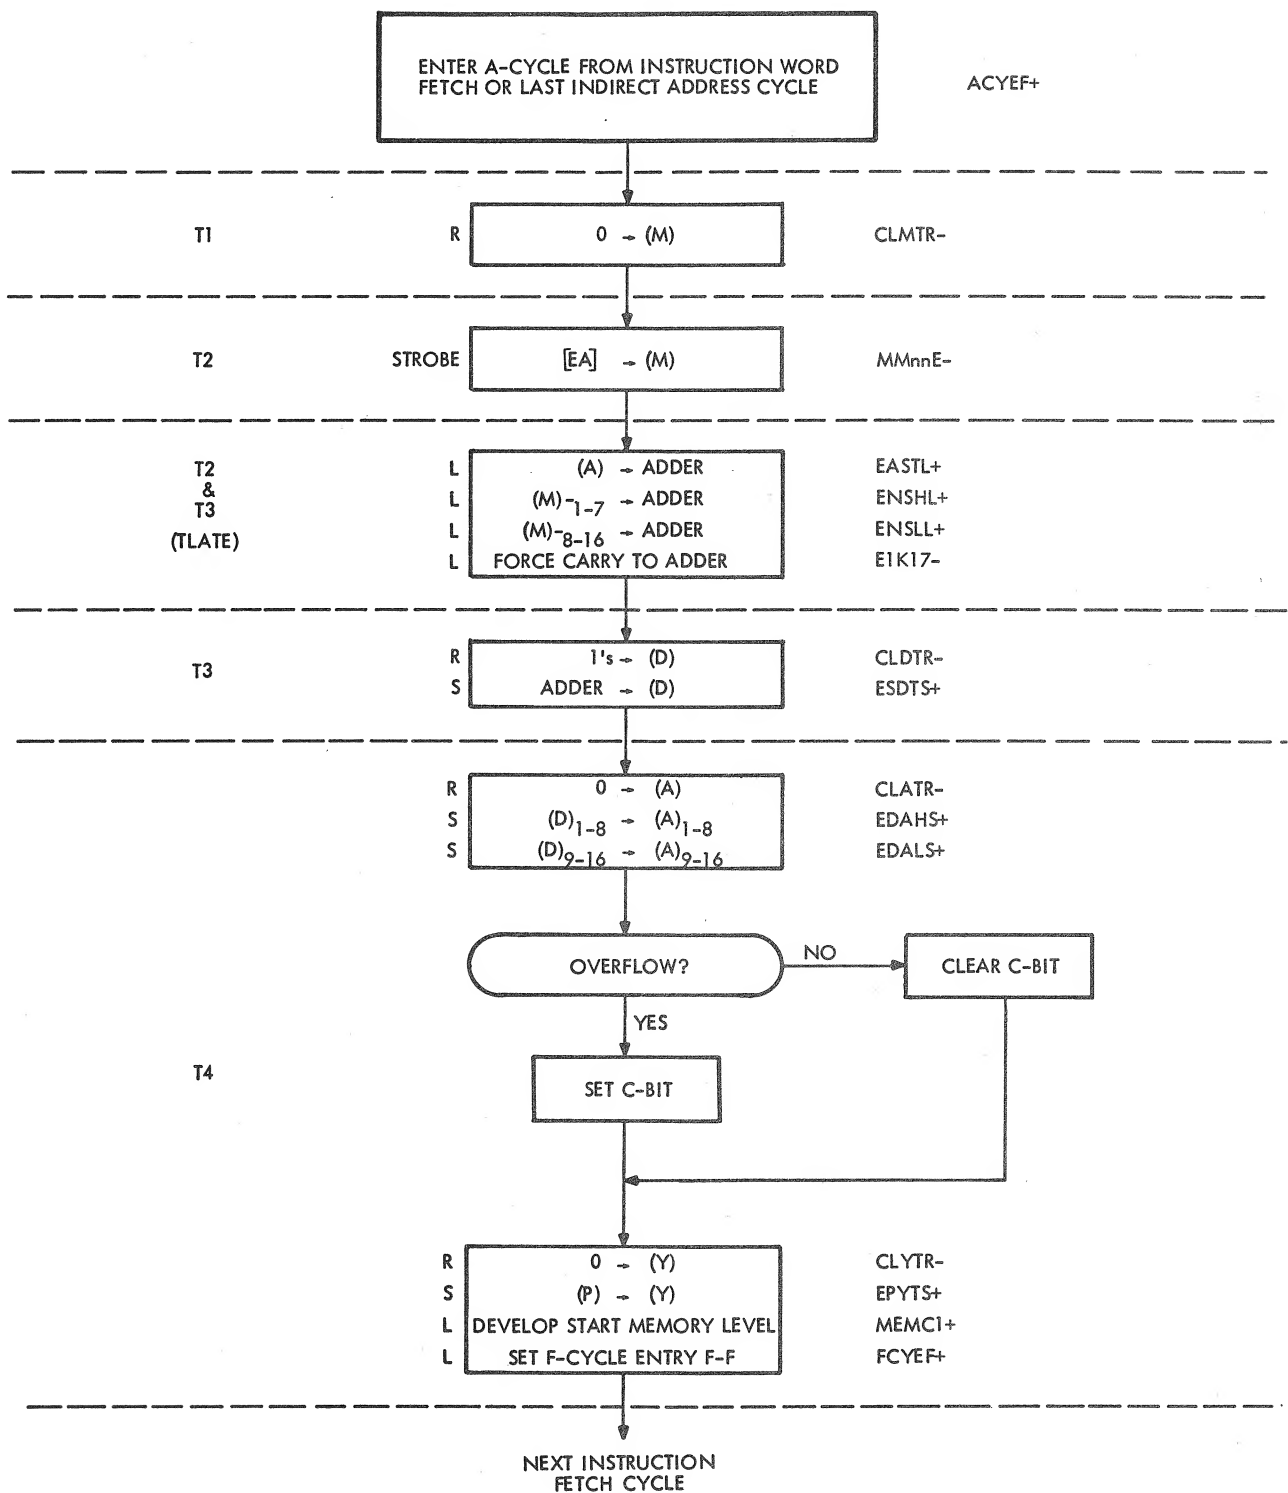 ENTER A-CYCLE FROM INSTRUCTION WORD
FETCH OR LAST INDIRECT ADDRESS CYCLE
ACYEF+
T1 R 0 → (M) CLMTR-
T2 STROBE [EA] → (M) MMnnE-
T2
&
T3
(TLATE)
L (A) → ADDER EASTL+
L (M)-1-7 → ADDER ENSHL+
L (M)-8-16 → ADDER ENSLL+
L FORCE CARRY TO ADDER E1K17-
T3
R 1's → (D) CLDTR-
S ADDER → (D) ESDTS+
R 0 → (A) CLATR-
S (D)1-8 → (A)1-8 EDAHS+
S (D)9-16 → (A)9-16 EDALS+
OVERFLOW?
NO
CLEAR C-BIT
YES
T4
SET C-BIT
R 0 → (Y) CLYTR-
S (P) → (Y) EPYTS+
L DEVELOP START MEMORY LEVEL MEMC1+
L SET F-CYCLE ENTRY F-F FCYEF+
NEXT INSTRUCTION
FETCH CYCLE